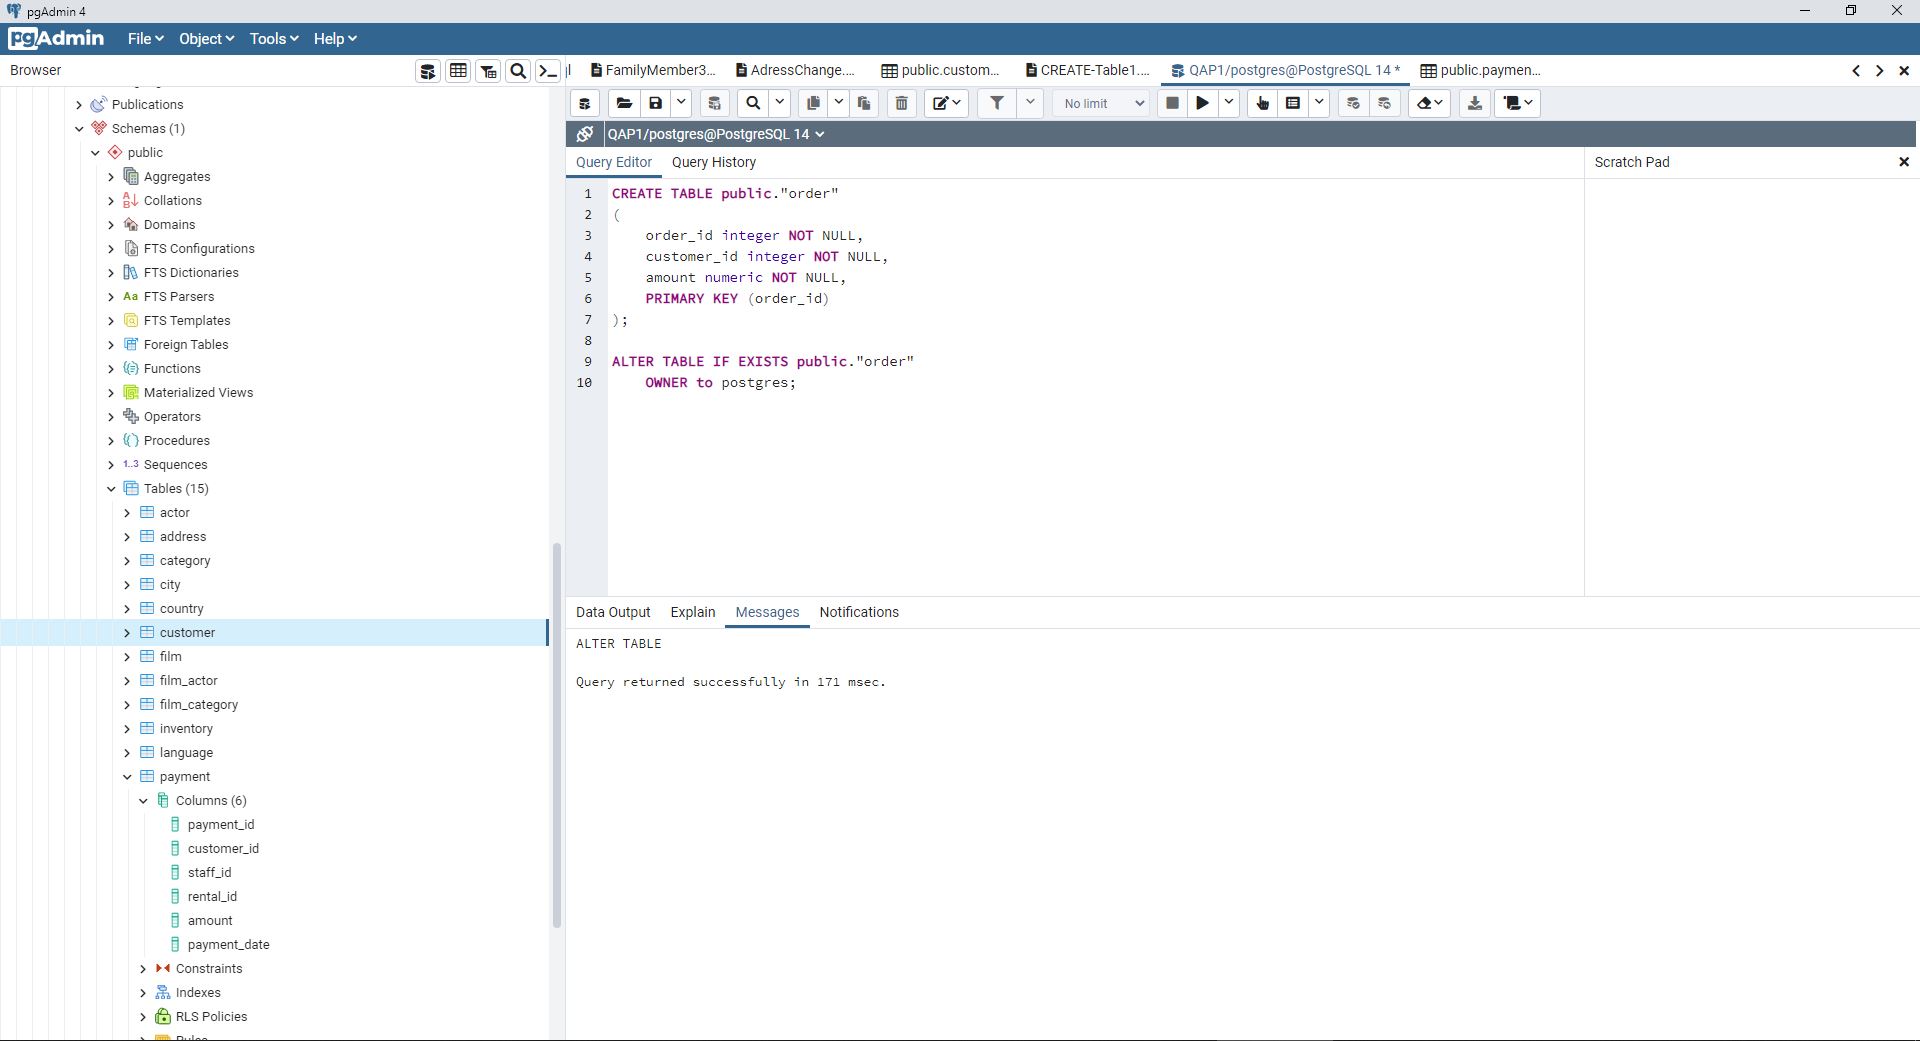 pgAdmin 4
pgAdmin File Object Tools Help
Browser
FamilyMember3... AdressChange.... public.custom... CREATE-Table1.... QAP1/postgres@PostgreSQL 14 * public.paymen...
No limit
QAP1/postgres@PostgreSQL 14
Query Editor Query History
Scratch Pad
Publications
Schemas (1)
public
Aggregates
Collations
Domains
FTS Configurations
FTS Dictionaries
Aa FTS Parsers
FTS Templates
Foreign Tables
Functions
Materialized Views
Operators
Procedures
1..3 Sequences
Tables (15)
actor
address
category
city
country
customer
film
film_actor
film_category
inventory
language
payment
Columns (6)
payment_id
customer_id
staff_id
rental_id
amount
payment_date
Constraints
Indexes
RLS Policies
1 CREATE TABLE public."order"
2 (
3 order_id integer NOT NULL,
4 customer_id integer NOT NULL,
5 amount numeric NOT NULL,
6 PRIMARY KEY (order_id)
7 );
8
9 ALTER TABLE IF EXISTS public."order"
10 OWNER to postgres;
Data Output Explain Messages Notifications
ALTER TABLE
Query returned successfully in 171 msec.